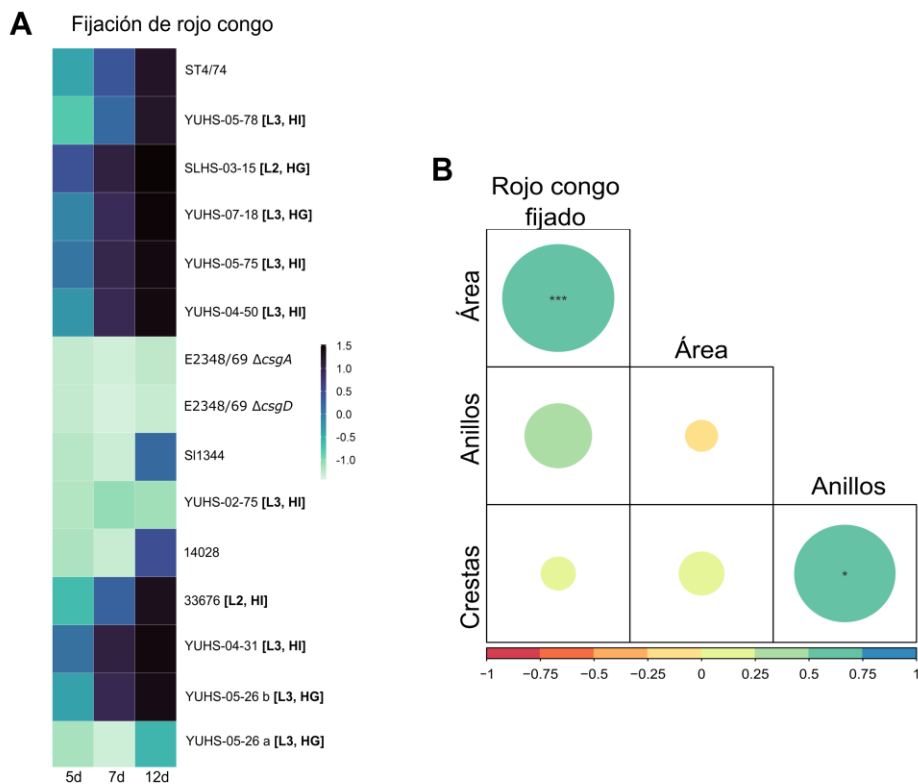 A
Fijación de rojo congo
ST4/74
YUHS-05-78 [L3, HI]
SLHS-03-15 [L2, HG]
YUHS-07-18 [L3, HG]
YUHS-05-75 [L3, HI]
YUHS-04-50 [L3, HI]
E2348/69 ΔcsgA
E2348/69 ΔcsgD
SI1344
YUHS-02-75 [L3, HI]
14028
33676 [L2, HI]
YUHS-04-31 [L3, HI]
YUHS-05-26 b [L3, HG]
YUHS-05-26 a [L3, HG]
5d 7d 12d
1.5
1.0
0.5
0.0
-0.5
-1.0
B
Rojo congo
fijado
Área
***
Área
Anillos
Anillos
Crestas
*
−1 −0.75 −0.5 −0.25 0 0.25 0.5 0.75 1